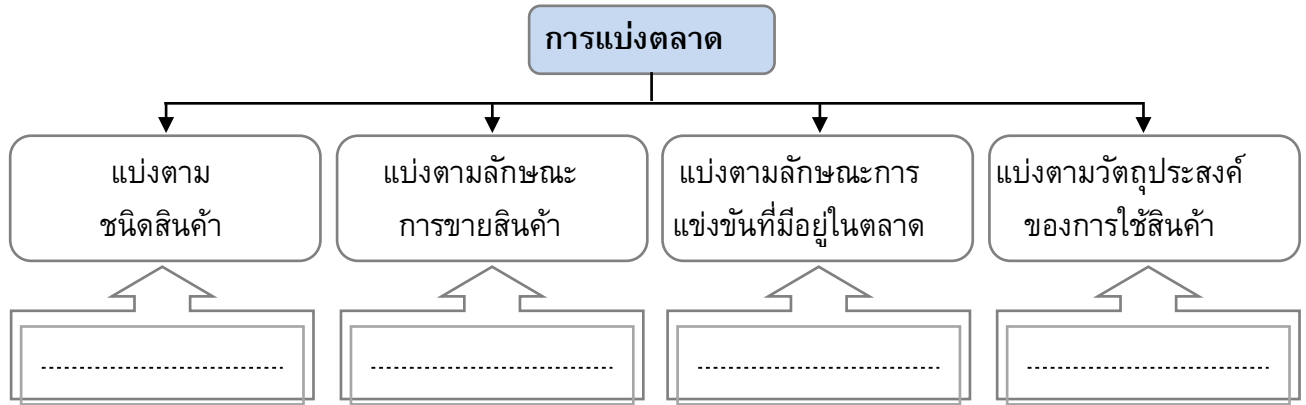 การแบ่งตลาด
แบ่งตาม
ชนิดสินค้า
แบ่งตามลักษณะ
การขายสินค้า
แบ่งตามลักษณะการ
แข่งขันที่มีอยู่ในตลาด
แบ่งตามวัตถุประสงค์
ของการใช้สินค้า